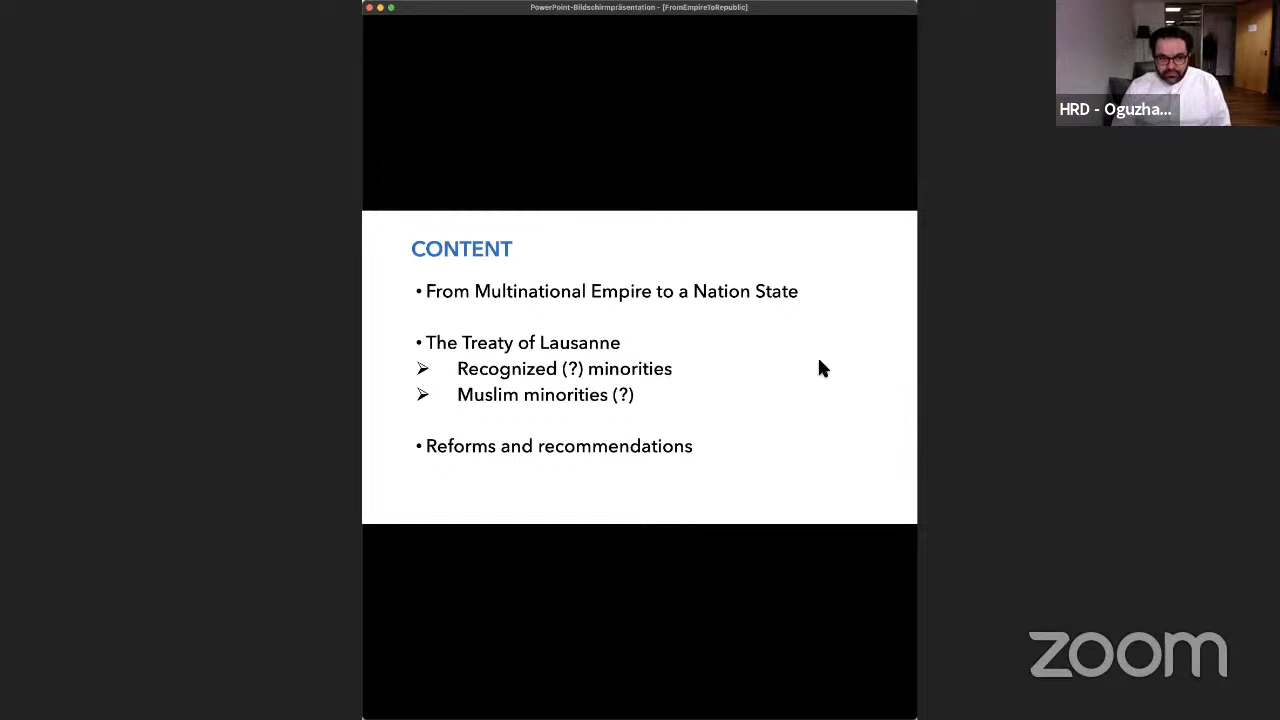 PowerPoint-Bildschirmpräsentation - [FromEmpireToRepublic]
HRD - Oguzha...
CONTENT
• From Multinational Empire to a Nation State
• The Treaty of Lausanne
➢ Recognized (?) minorities
➢ Muslim minorities (?)
• Reforms and recommendations
zoom